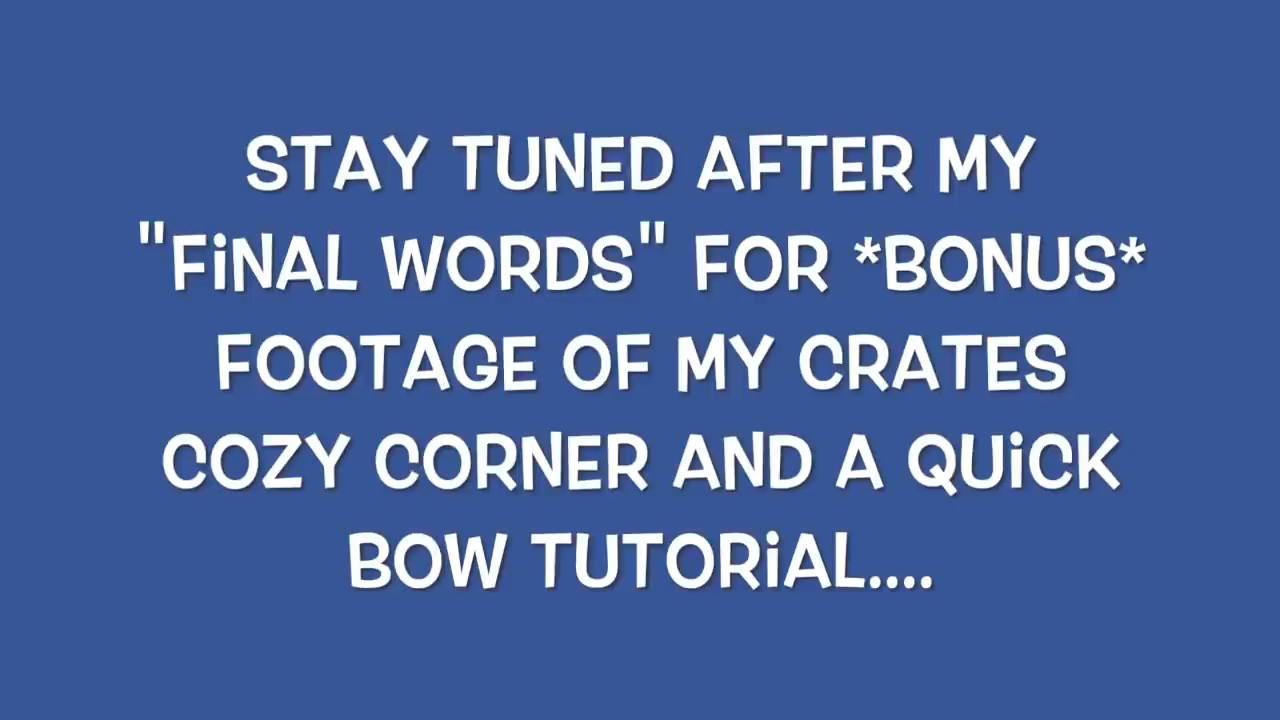 STAY TUNED AFTER MY
"FiNAL WORDS" FOR *BONUS*
FOOTAGE OF MY CRATES
COZY CORNER AND A QUiCK
BOW TUTORiAL....